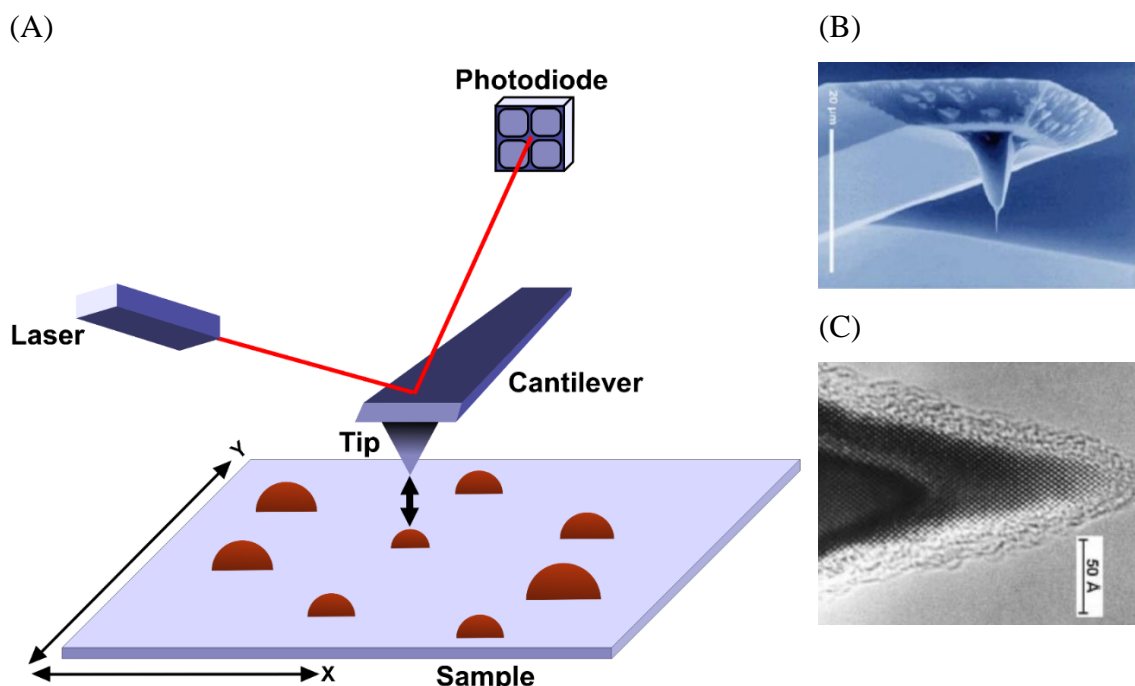 (A)
Photodiode
Laser
Cantilever
Tip
Y
X
Sample
(B)
20 µm
(C)
50 Å